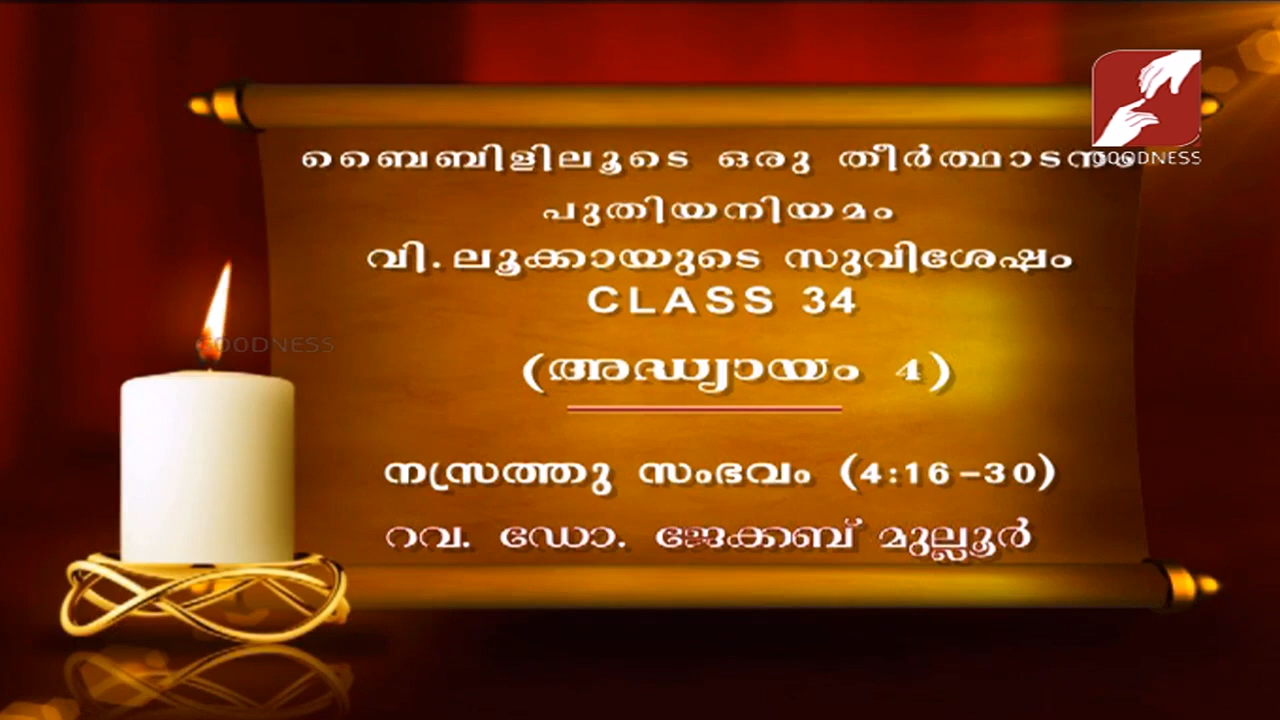 ബൈബിളിലൂടെ ഒരു തീർത്ഥാടനം
GOODNESS
പുതിയനിയമം
വി. ലൂക്കായുടെ സുവിശേഷം
CLASS 34
GOODNESS
(അദ്ധ്യായം 4)
നസ്രത്തു സംഭവം (4:16-30)
റവ. ഡോ. ജേക്കബ് മുല്ലൂർ